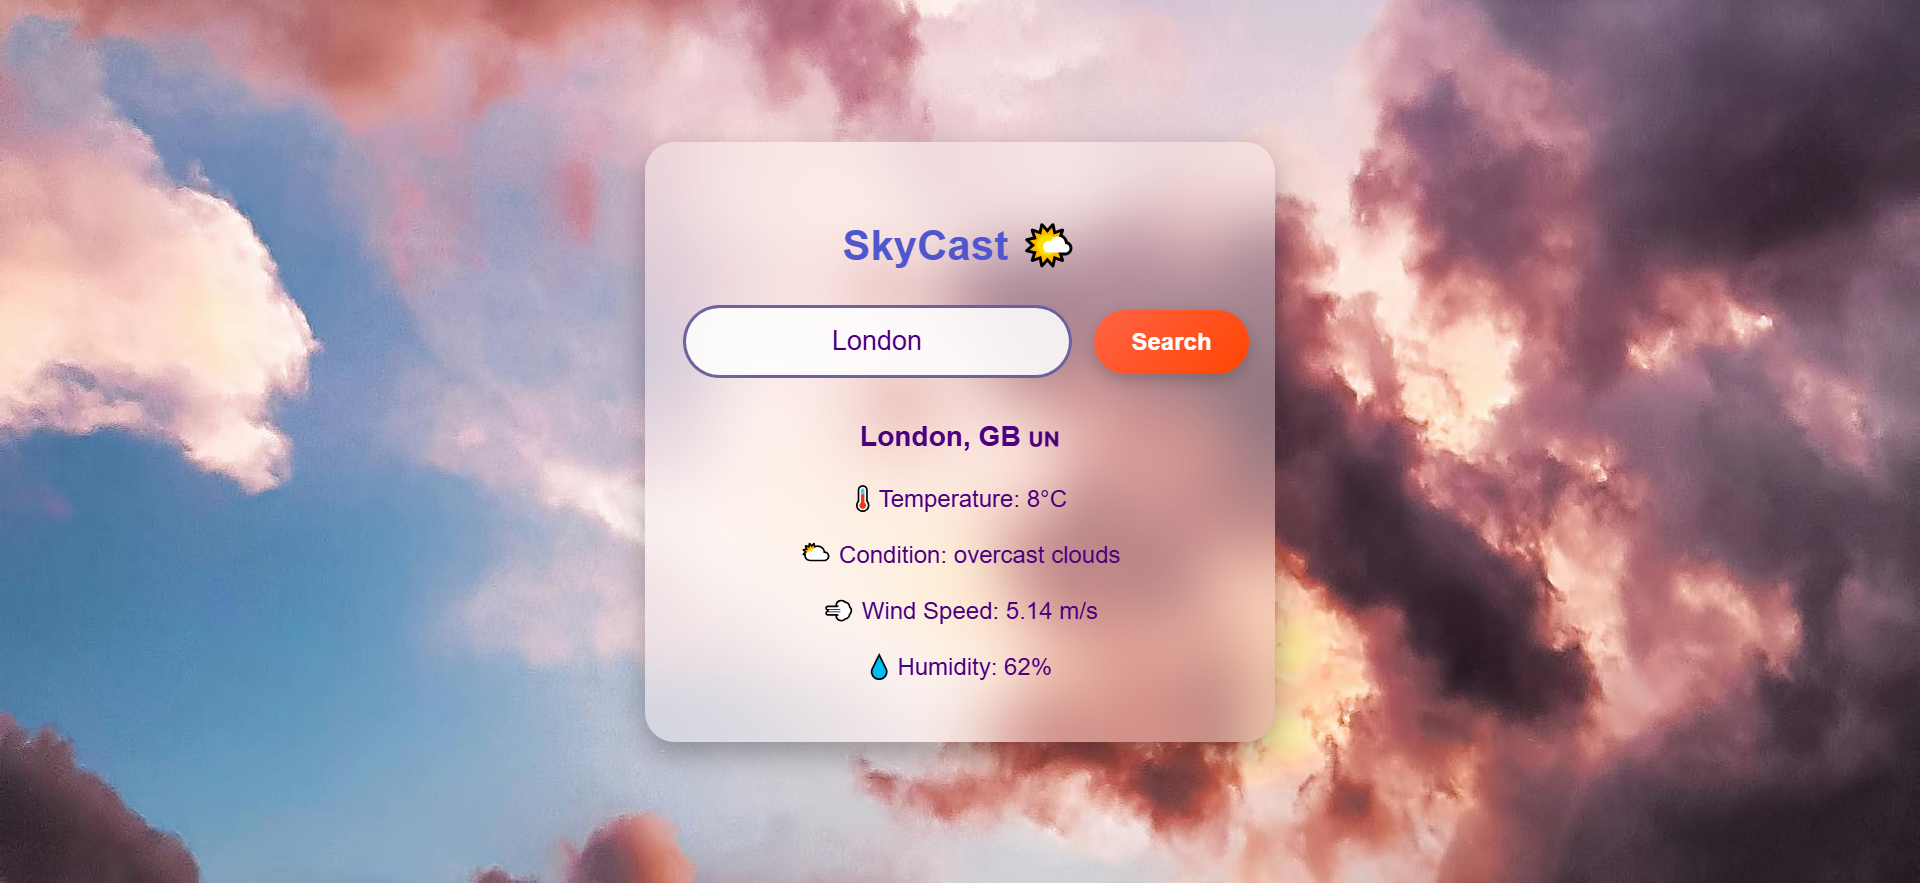 SkyCast
London
Search
London, GB UN
Temperature: 8°C
Condition: overcast clouds
Wind Speed: 5.14 m/s
Humidity: 62%